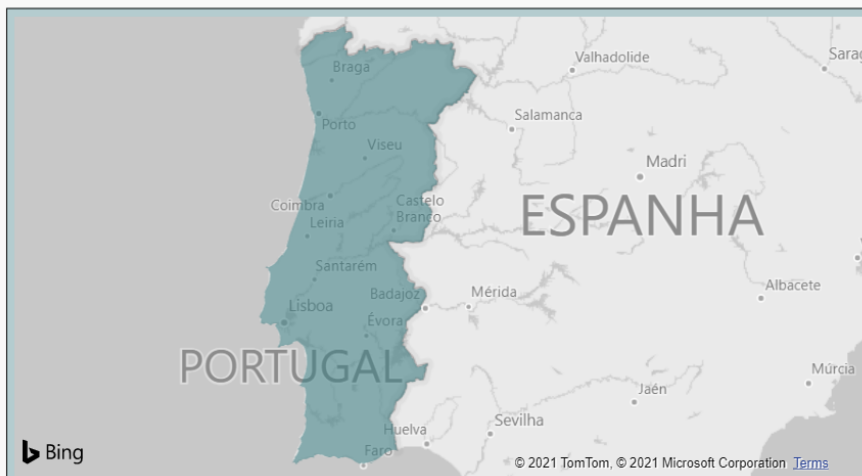 Braga
Valhadolide
Porto
Salamanca
Viseu
Madri
Coimbra
Castelo
Branco
ESPANHA
Leiria
Santarém
Badajoz
Mérida
Albacete
Lisboa
Évora
PORTUGAL
Múrcia
Jaén
Huelva
Sevilha
Faro
Bing
© 2021 TomTom, © 2021 Microsoft Corporation Terms